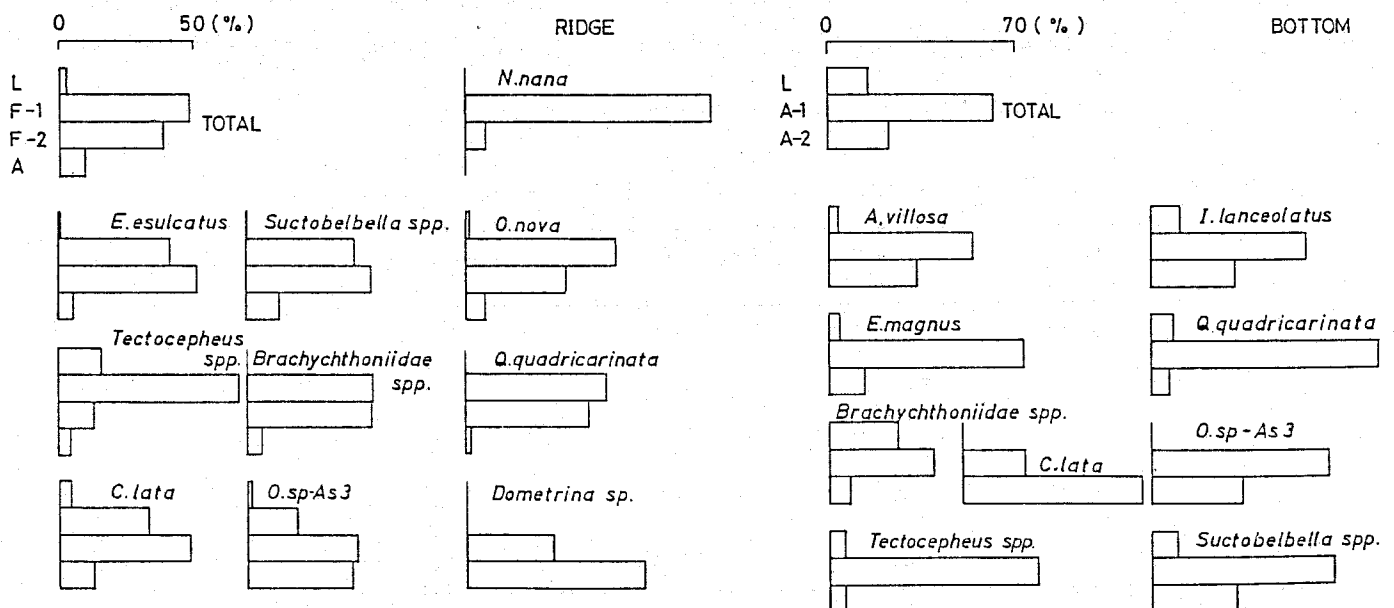 0 50 (%) RIDGE 0 70 (%) BOTTOM
L
F-1
F-2
A
TOTAL
N.nana
L
A-1
A-2
TOTAL
E.esulcatus
Suctobelbella spp.
O.nova
A.villosa
I.lanceolatus
Tectocepheus
spp.
Brachychthoniidae
spp.
Q.quadricarinata
E.magnus
Q.quadricarinata
Brachychthoniidae spp.
C.lata
O.sp-As3
C.lata
O.sp-As3
Dometrina sp.
Tectocepheus spp.
Suctobelbella spp.